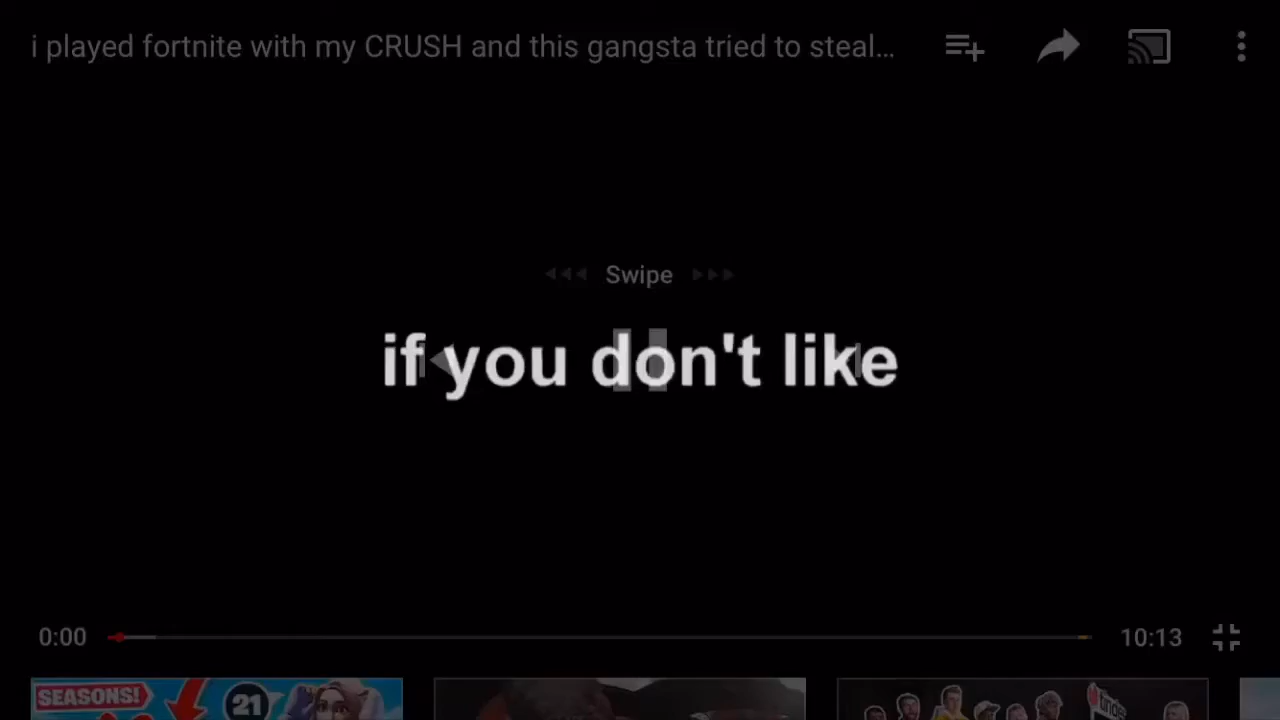 i played fortnite with my CRUSH and this gangsta tried to steal...
Swipe
if you don't like
0:00
10:13
SEASONS!
21